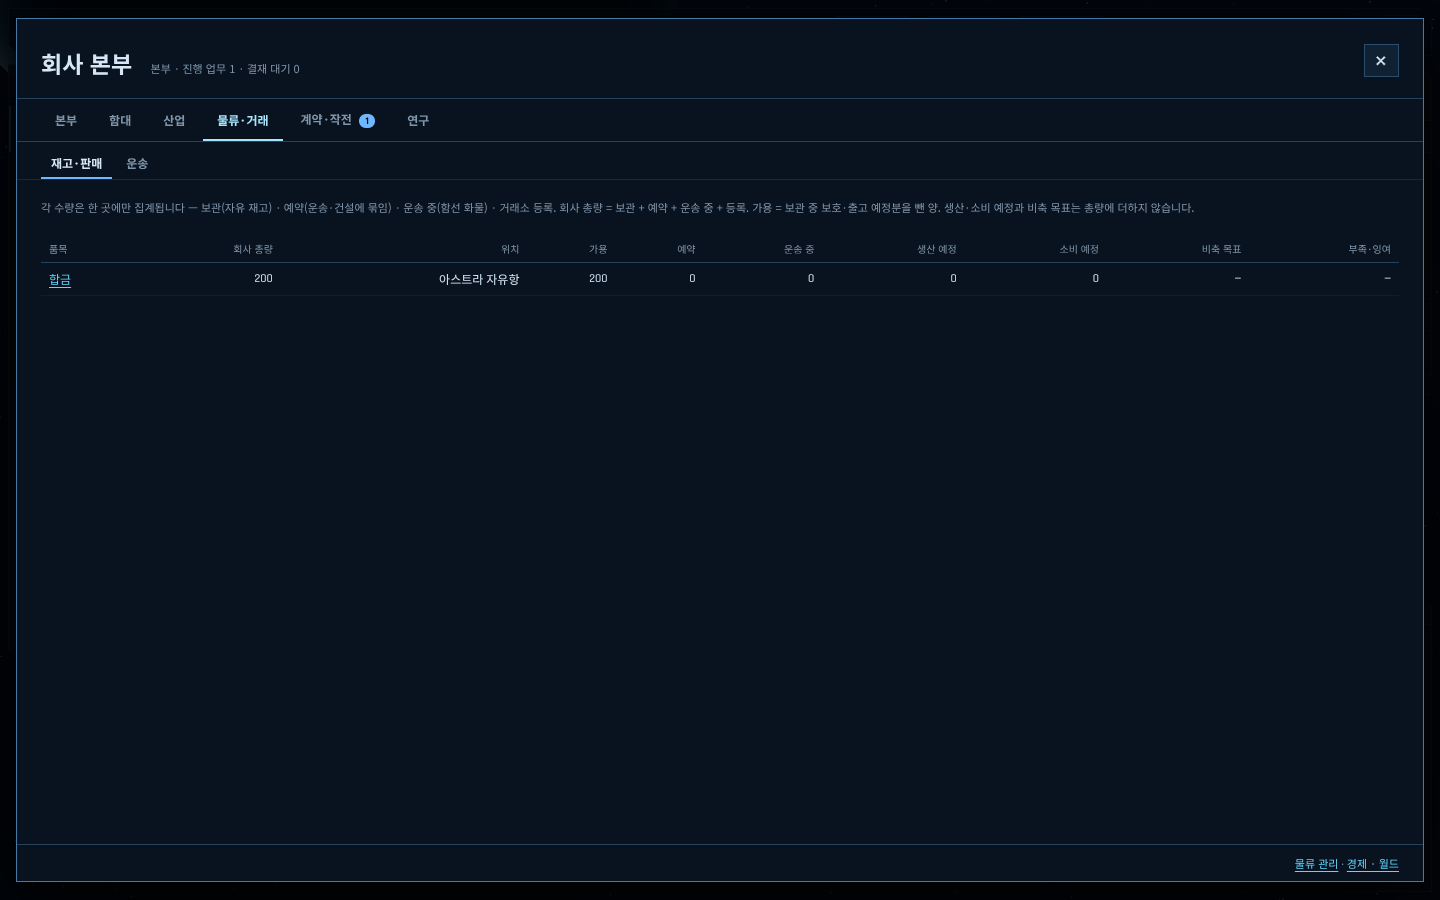 회사 본부 본부 · 진행 업무 1 · 결재 대기 0 ×
본부 함대 산업 물류·거래 계약·작전 1 연구
재고·판매 운송
각 수량은 한 곳에만 집계됩니다 — 보관(자유 재고) · 예약(운송·건설에 묶임) · 운송 중(함선 화물) · 거래소 등록. 회사 총량 = 보관 + 예약 + 운송 중 + 등록. 가용 = 보관 중 보호·출고 예정분을 뺀 양. 생산·소비 예정과 비축 목표는 총량에 더하지 않습니다.
품목 회사 총량 위치 가용 예약 운송 중 생산 예정 소비 예정 비축 목표 부족·잉여
합금 200 아스트라 자유항 200 0 0 0 0 — —
물류 관리 · 경제 · 월드